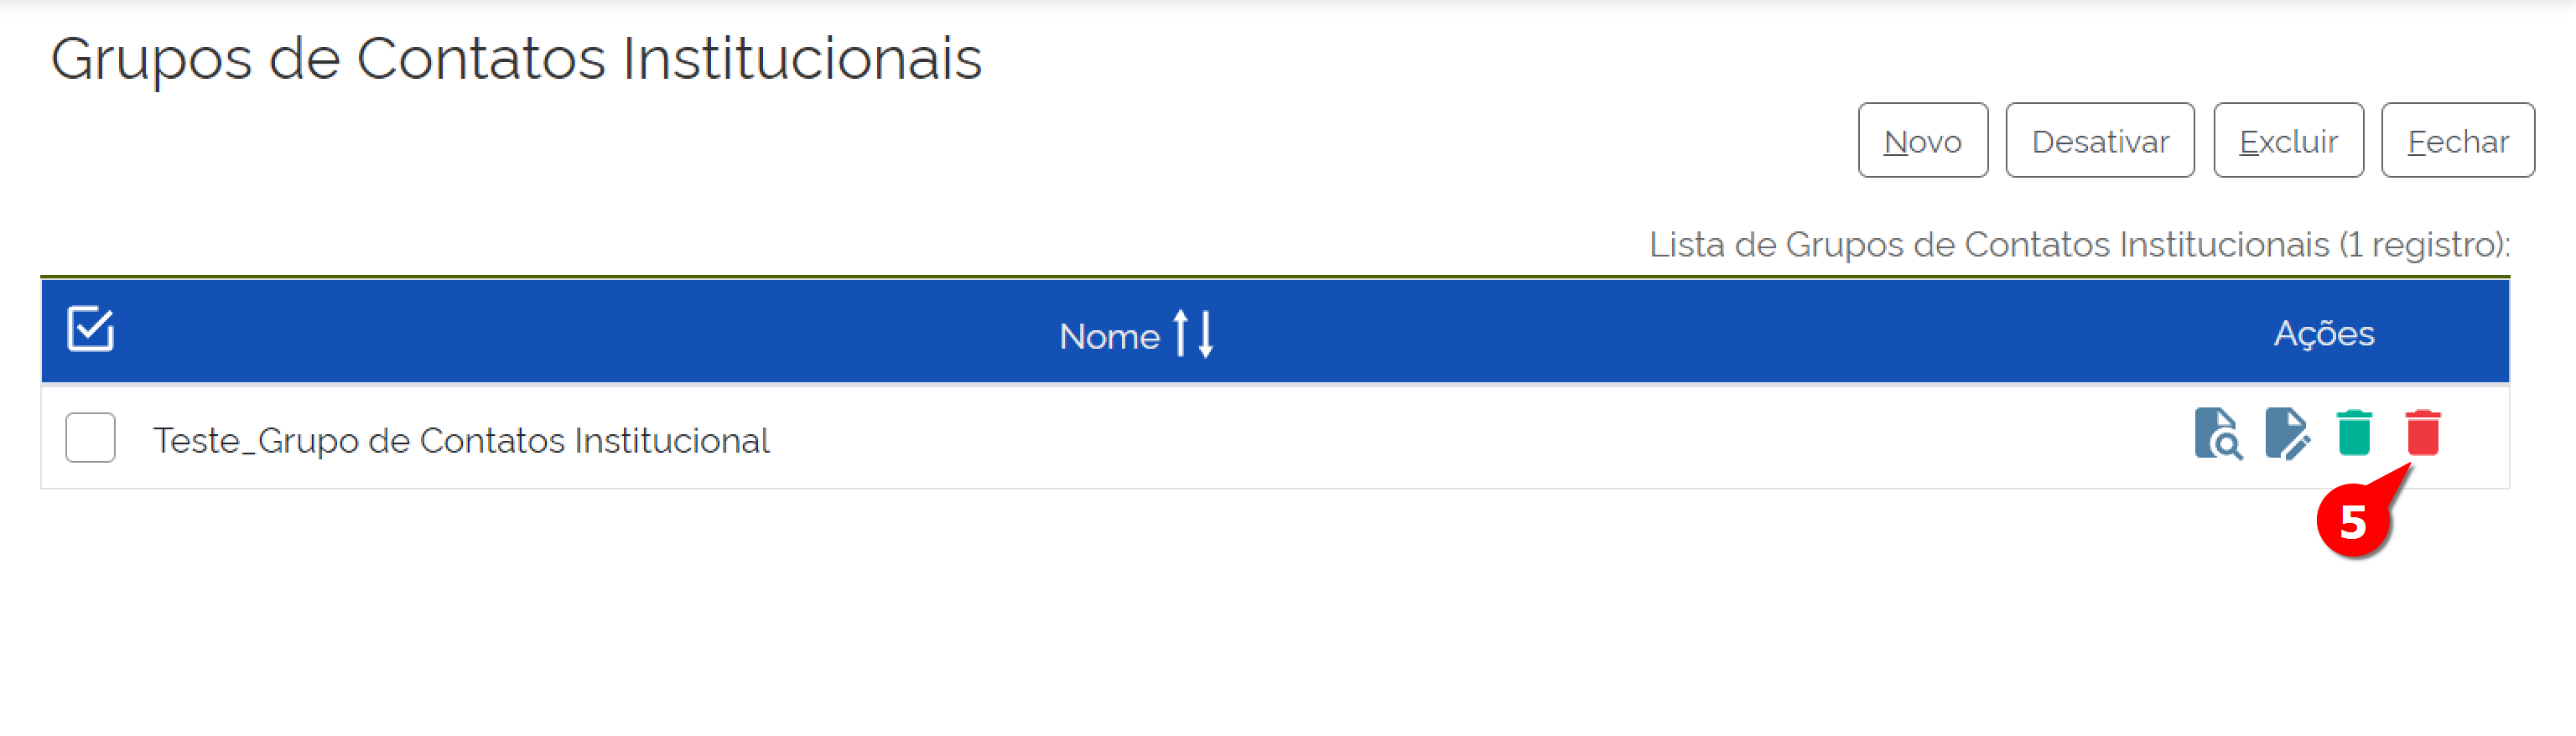 Grupos de Contatos Institucionais
Novo Desativar Excluir Fechar
Lista de Grupos de Contatos Institucionais (1 registro):
Nome Ações
Teste_Grupo de Contatos Institucional
5